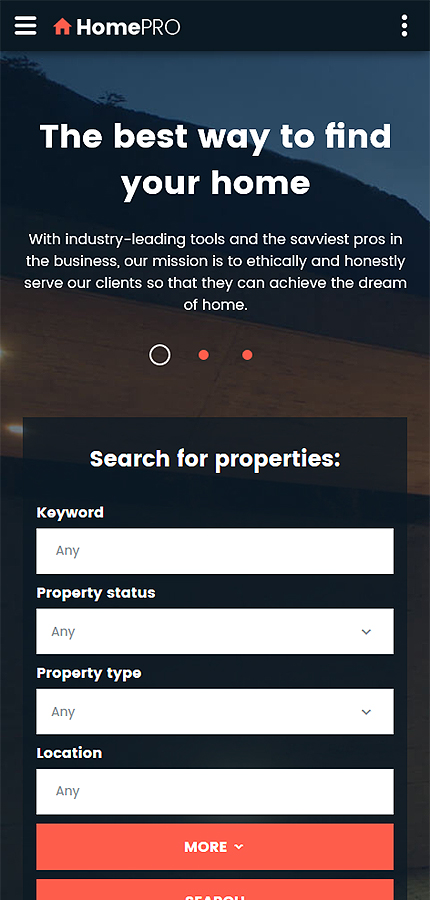 HomePRO
The best way to find
your home
With industry-leading tools and the savviest pros in
the business, our mission is to ethically and honestly
serve our clients so that they can achieve the dream
of home.
Search for properties:
Keyword
Any
Property status
Any
Property type
Any
Location
Any
MORE
SEARCH